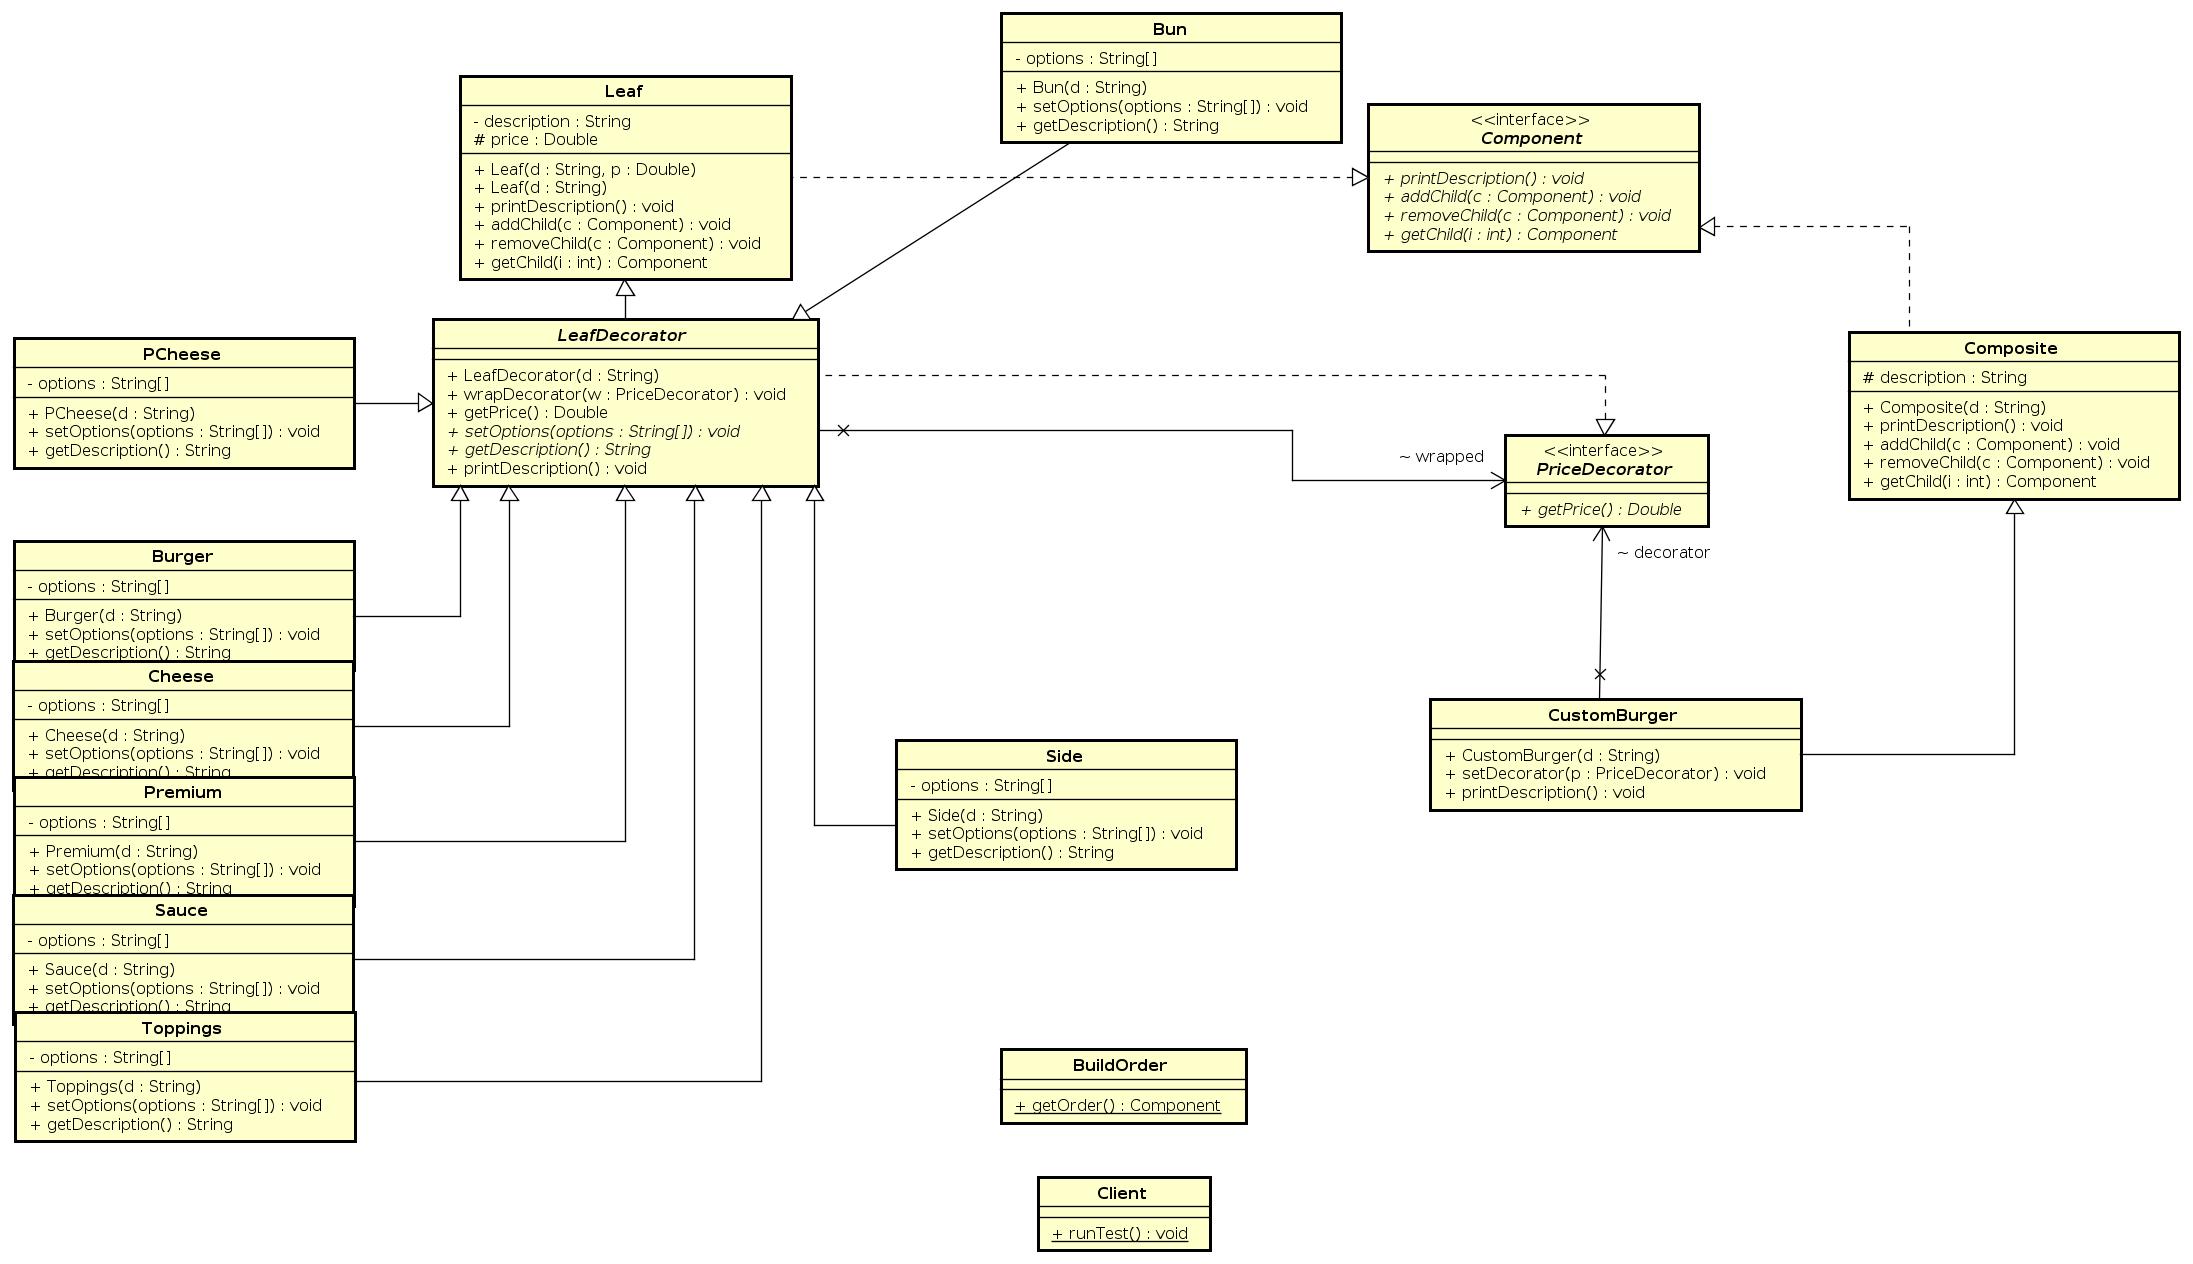 Bun
- options : String[]
+ Bun(d : String)
+ setOptions(options : String[]) : void
+ getDescription() : String
Leaf
- description : String
# price : Double
+ Leaf(d : String, p : Double)
+ Leaf(d : String)
+ printDescription() : void
+ addChild(c : Component) : void
+ removeChild(c : Component) : void
+ getChild(i : int) : Component
<<interface>>
Component
+ printDescription() : void
+ addChild(c : Component) : void
+ removeChild(c : Component) : void
+ getChild(i : int) : Component
LeafDecorator
+ LeafDecorator(d : String)
+ wrapDecorator(w : PriceDecorator) : void
+ getPrice() : Double
+ setOptions(options : String[]) : void
+ getDescription() : String
+ printDescription() : void
PCheese
- options : String[]
+ PCheese(d : String)
+ setOptions(options : String[]) : void
+ getDescription() : String
Composite
# description : String
+ Composite(d : String)
+ printDescription() : void
+ addChild(c : Component) : void
+ removeChild(c : Component) : void
+ getChild(i : int) : Component
~ wrapped
<<interface>>
PriceDecorator
+ getPrice() : Double
~ decorator
Burger
- options : String[]
+ Burger(d : String)
+ setOptions(options : String[]) : void
+ getDescription() : String
Cheese
- options : String[]
+ Cheese(d : String)
+ setOptions(options : String[]) : void
+ getDescription() : String
Premium
- options : String[]
+ Premium(d : String)
+ setOptions(options : String[]) : void
+ getDescription() : String
Sauce
- options : String[]
+ Sauce(d : String)
+ setOptions(options : String[]) : void
+ getDescription() : String
Toppings
- options : String[]
+ Toppings(d : String)
+ setOptions(options : String[]) : void
+ getDescription() : String
Side
- options : String[]
+ Side(d : String)
+ setOptions(options : String[]) : void
+ getDescription() : String
CustomBurger
+ CustomBurger(d : String)
+ setDecorator(p : PriceDecorator) : void
+ printDescription() : void
BuildOrder
+ getOrder() : Component
Client
+ runTest() : void